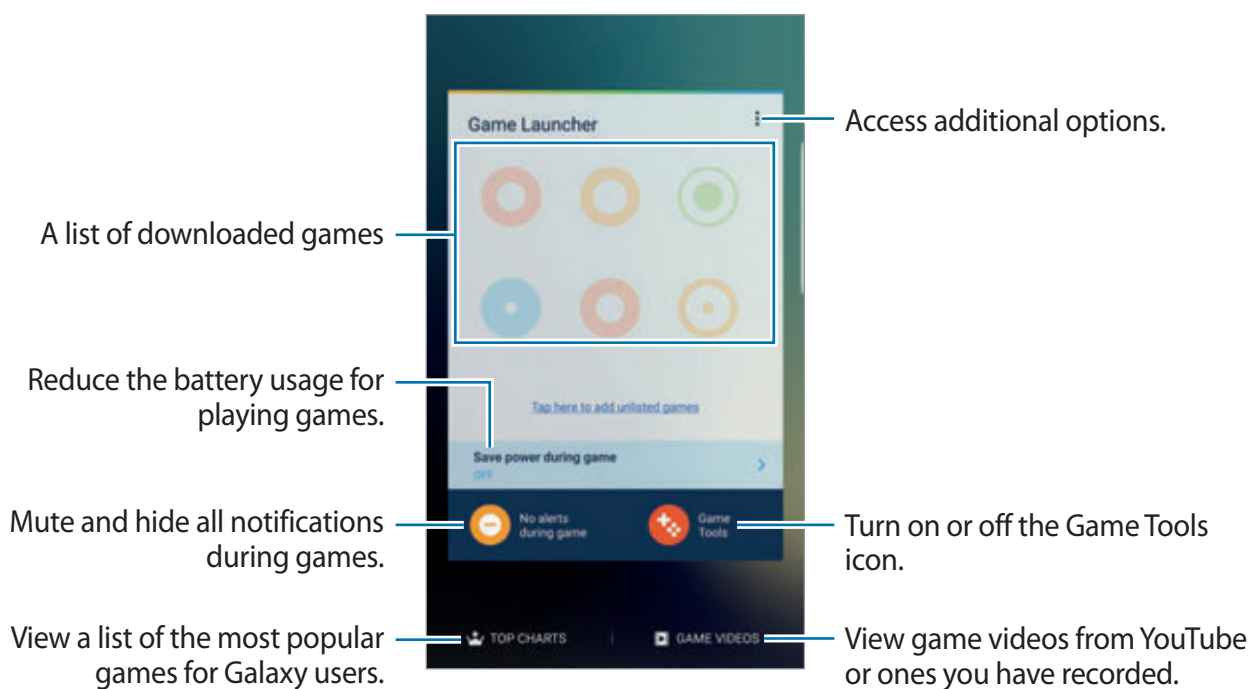 Game Launcher
Access additional options.
A list of downloaded games
Reduce the battery usage for
playing games.
Tap here to add unlisted games
Save power during game
OFF
Mute and hide all notifications
during games.
No alerts
during game
Game
Tools
Turn on or off the Game Tools
icon.
View a list of the most popular
games for Galaxy users.
TOP CHARTS
GAME VIDEOS
View game videos from YouTube
or ones you have recorded.